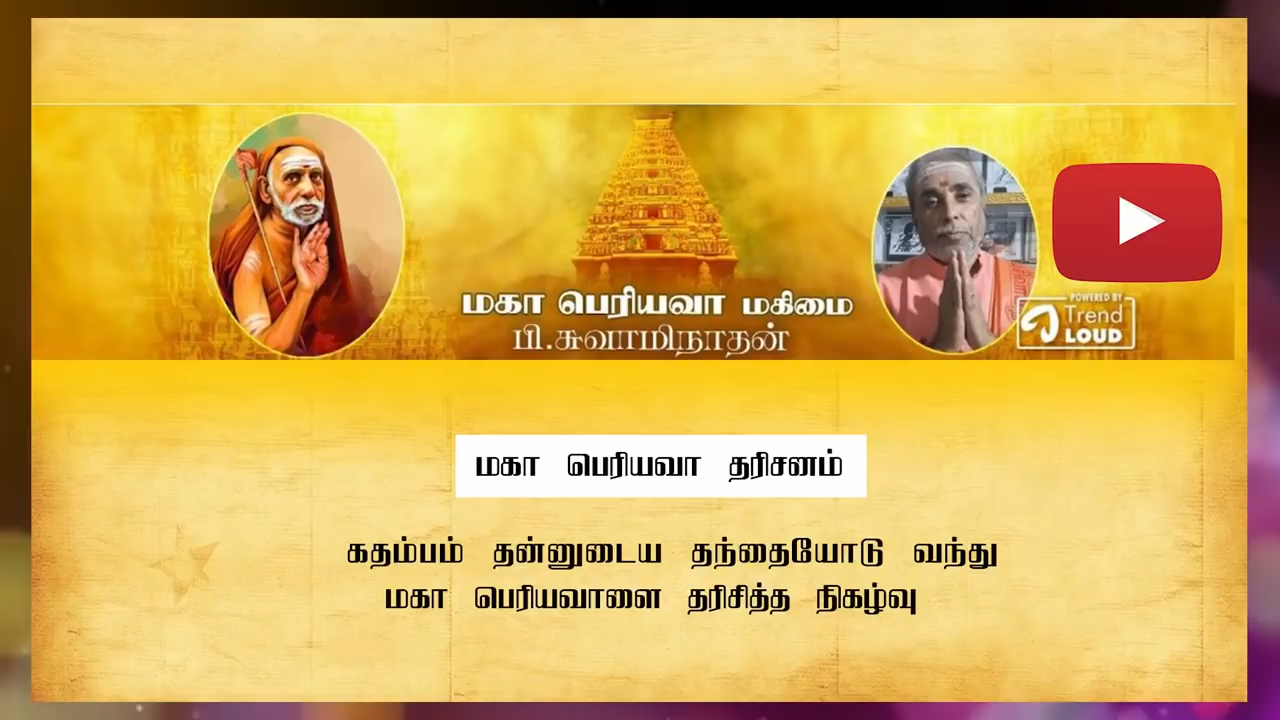 மகா பெரியவா மகிமை
பி.சுவாமிநாதன்
POWERED BY
Trend
LOUD
மகா பெரியவா தரிசனம்
கதம்பம் தன்னுடைய தந்தையோடு வந்து
மகா பெரியவாளை தரிசித்த நிகழ்வு